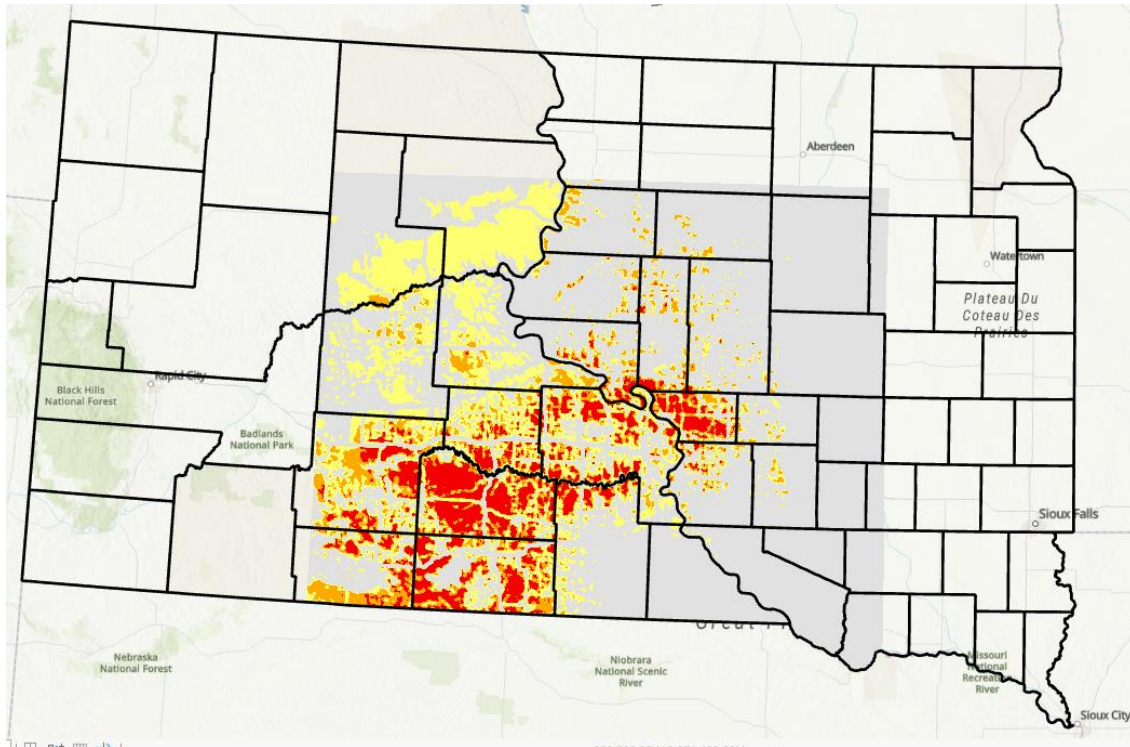 Aberdeen
Watertown
Plateau Du
Coteau Des
Prairies
Rapid City
Black Hills
National Forest
Badlands
National Park
Sioux Falls
Nebraska
National Forest
Niobrara
National Scenic
River
Missouri
National
Recreation
River
Sioux City